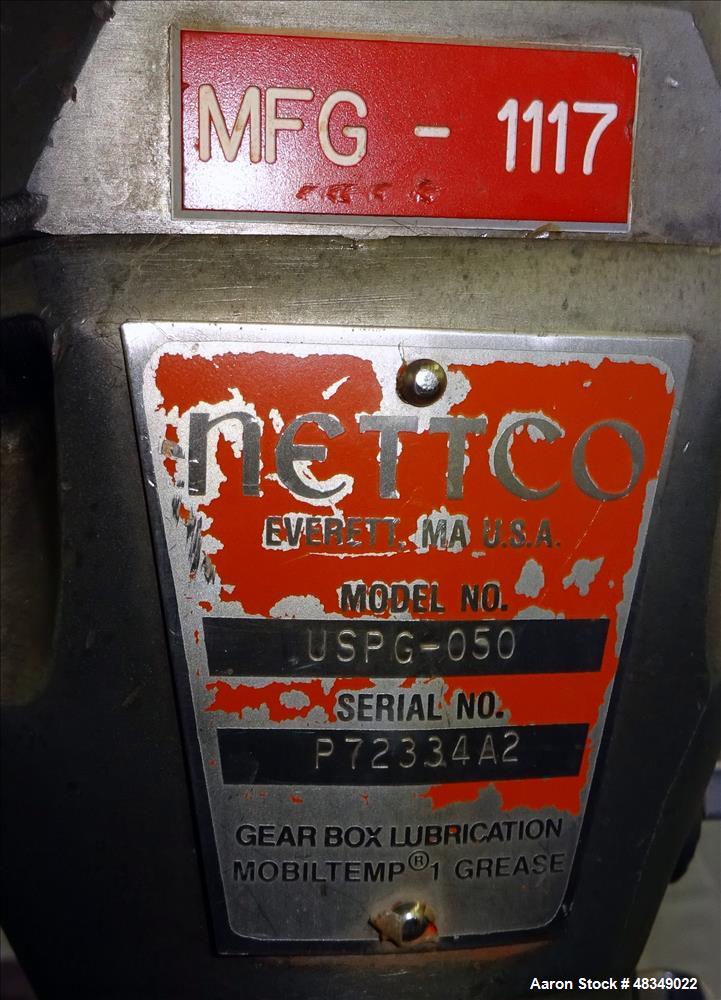 MFG - 1117
NETTCO
EVERETT, MA U.S.A.
MODEL NO.
USPG-050
SERIAL NO.
P72334A2
GEAR BOX LUBRICATION
MOBILTEMP® 1 GREASE
Aaron Stock # 48349022